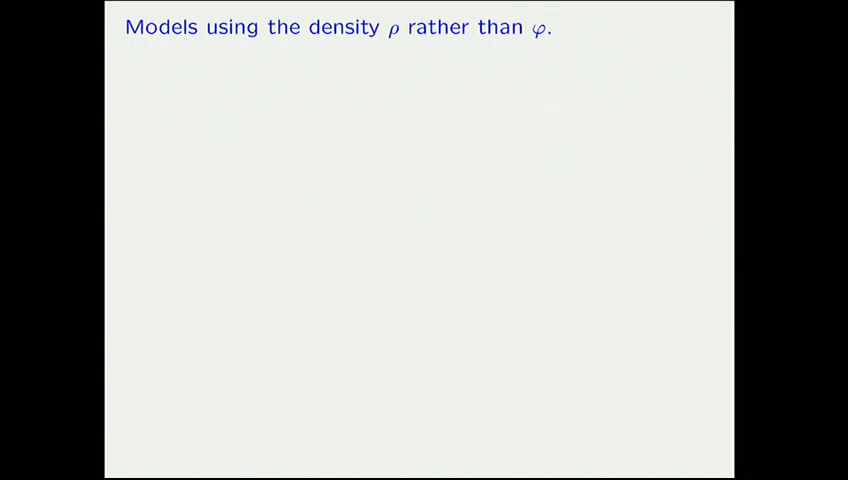 Models using the density ρ rather than φ.